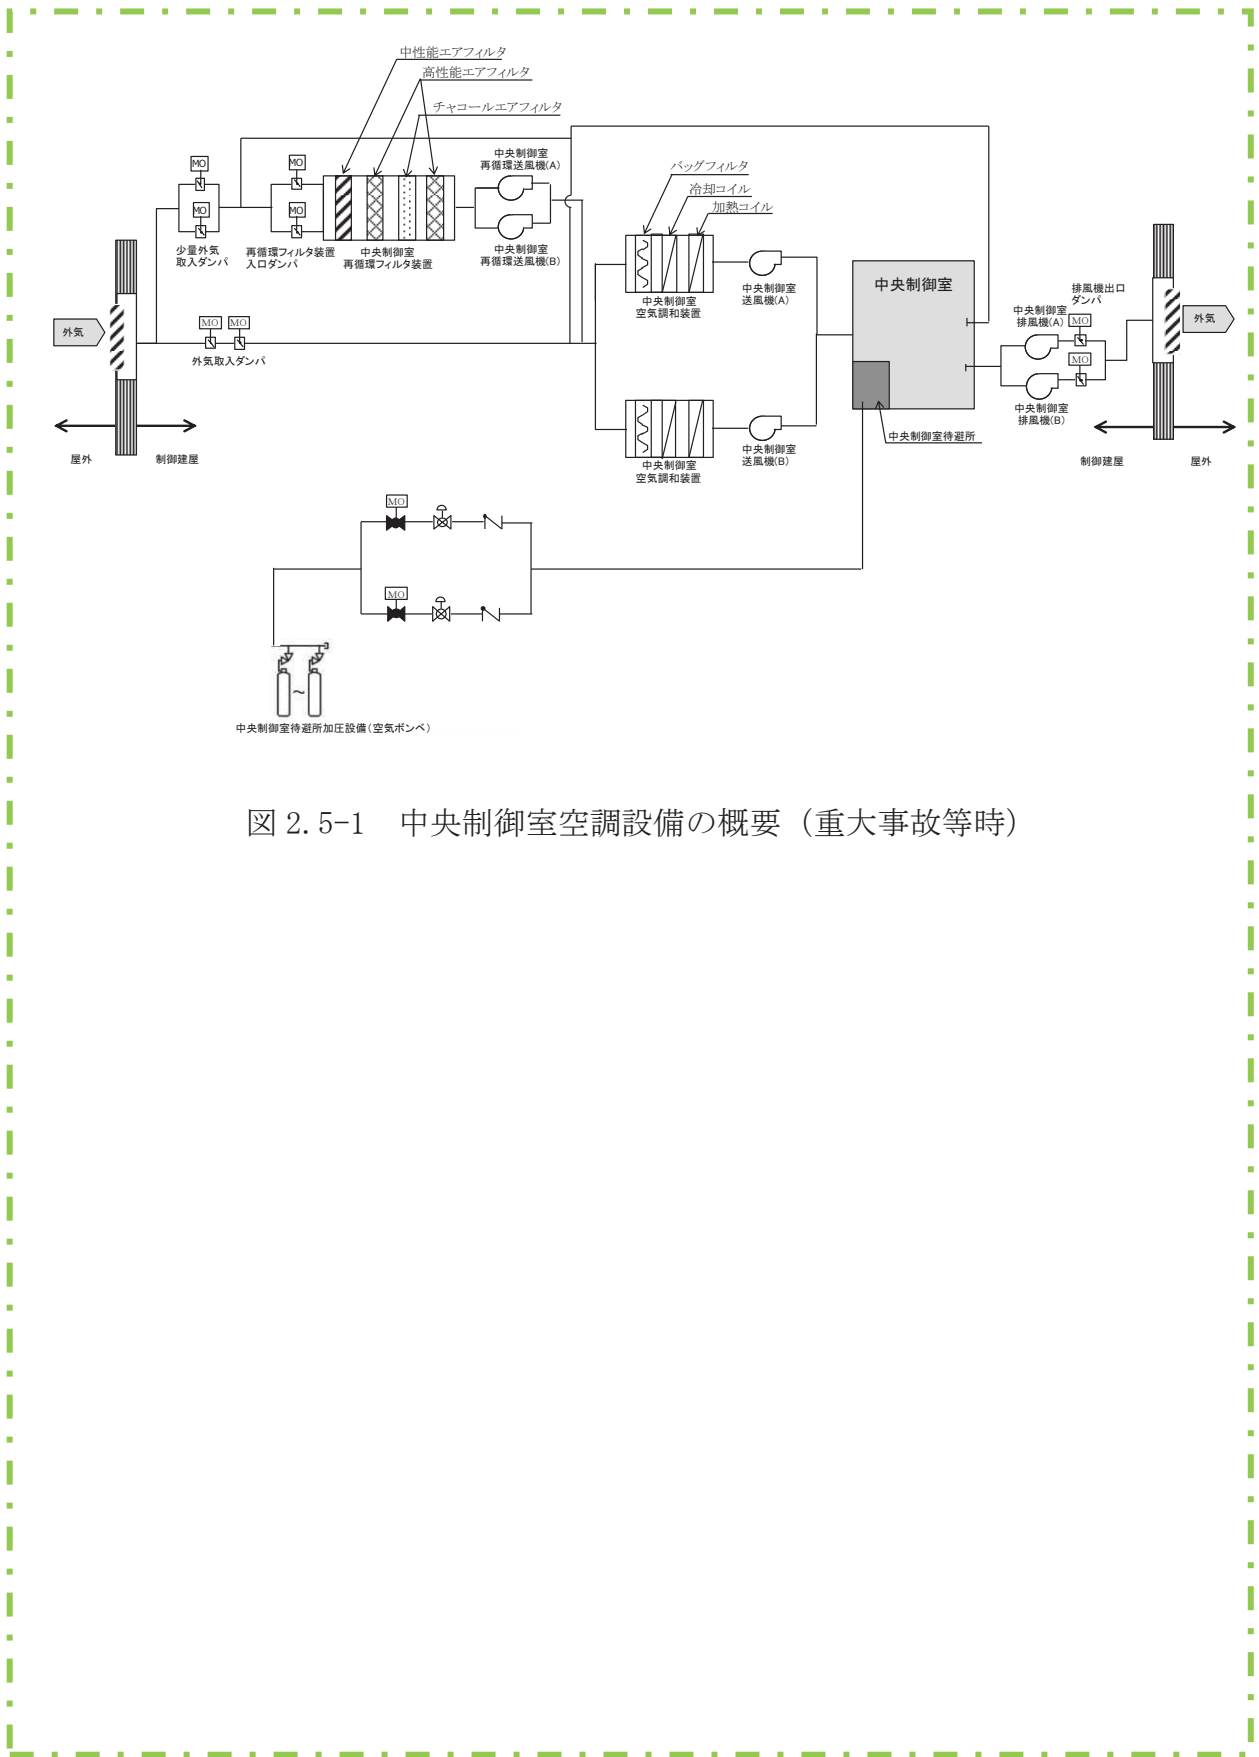 中性能エアフィルタ
高性能エアフィルタ
チャコールエアフィルタ
MO
MO
MO
MO
少量外気
取入ダンパ
再循環フィルタ装置
入口ダンパ
中央制御室
再循環フィルタ装置
中央制御室
再循環送風機(A)
中央制御室
再循環送風機(B)
バッグフィルタ
冷却コイル
加熱コイル
中央制御室
空気調和装置
中央制御室
送風機(A)
中央制御室
排風機出口
ダンパ
中央制御室
排風機(A)
MO
MO
外気
外気
MO
MO
外気取入ダンパ
中央制御室
排風機(B)
中央制御室待避所
中央制御室
空気調和装置
中央制御室
送風機(B)
屋外
制御建屋
制御建屋
屋外
MO
MO
~
中央制御室待避所加圧設備(空気ボンベ)
図 2.5-1 中央制御室空調設備の概要(重大事故等時)